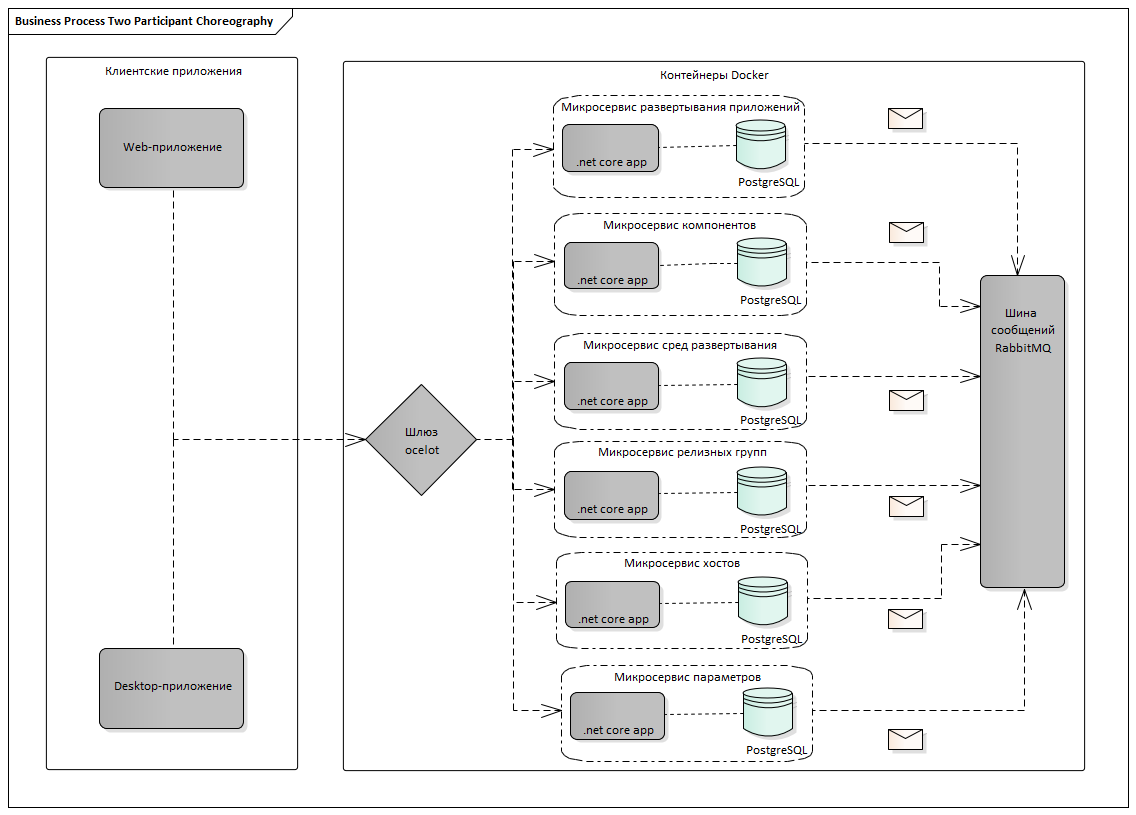 Business Process Two Participant Choreography
Клиентские приложения
Web-приложение
Desktop-приложение
Контейнеры Docker
Шлюз
ocelot
Микросервис развертывания приложений
.net core app
PostgreSQL
Микросервис компонентов
.net core app
PostgreSQL
Микросервис сред развертывания
.net core app
PostgreSQL
Микросервис релизных групп
.net core app
PostgreSQL
Микросервис хостов
.net core app
PostgreSQL
Микросервис параметров
.net core app
PostgreSQL
Шина
сообщений
RabbitMQ